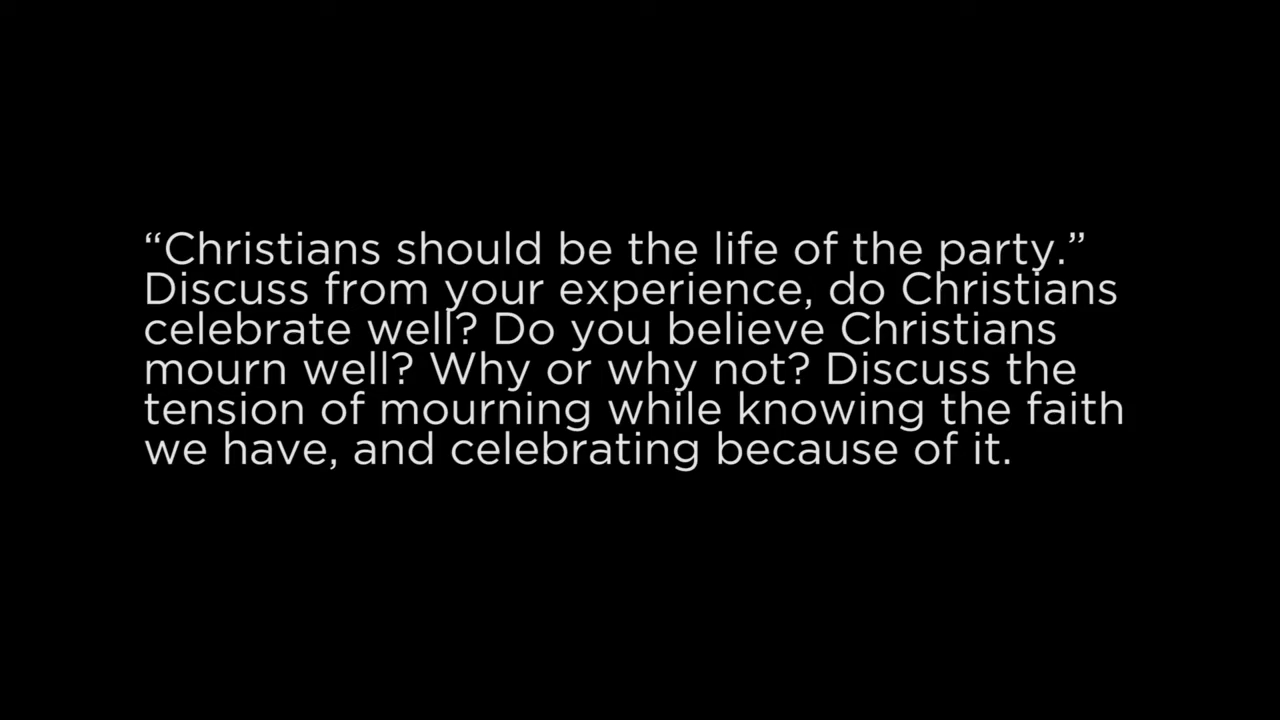 “Christians should be the life of the party.”
Discuss from your experience, do Christians
celebrate well? Do you believe Christians
mourn well? Why or why not? Discuss the
tension of mourning while knowing the faith
we have, and celebrating because of it.